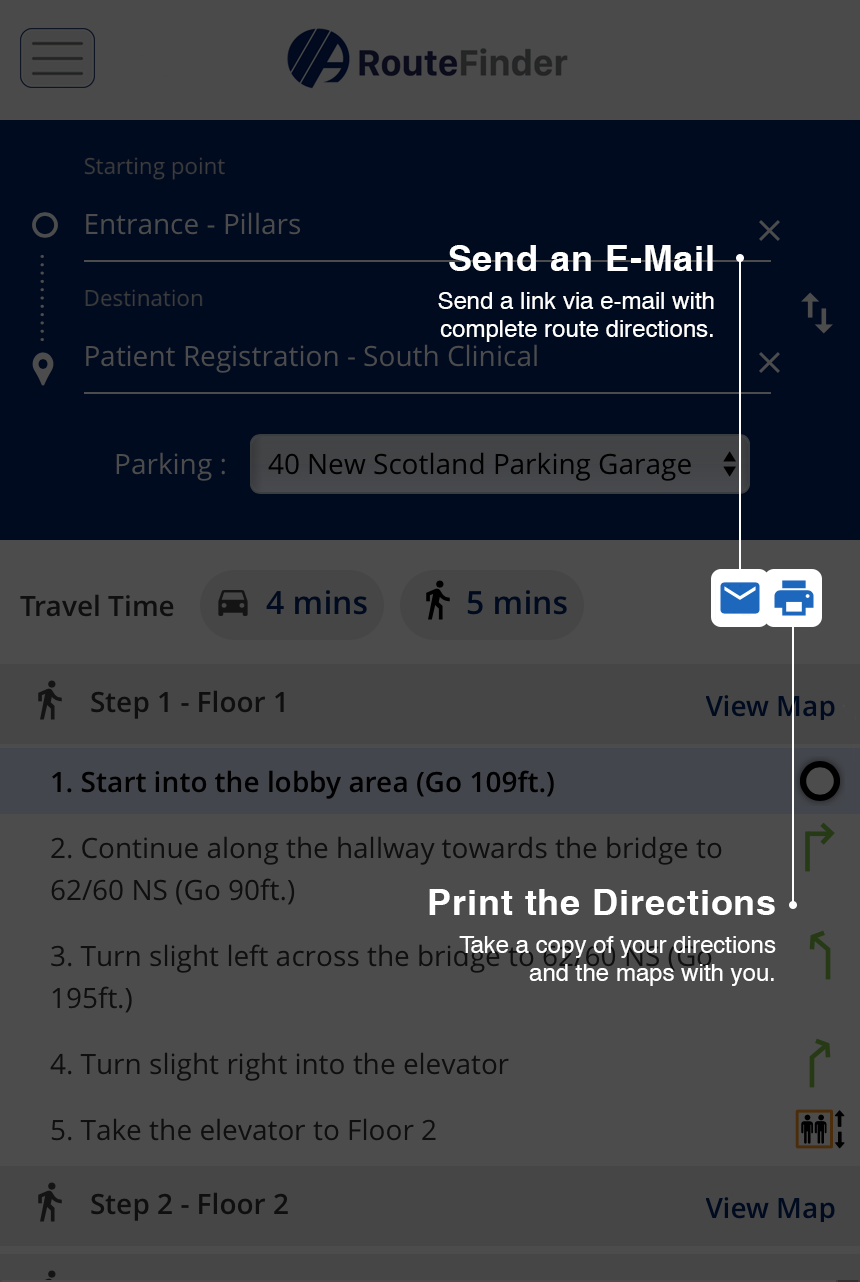 RouteFinder
Starting point
Entrance - Pillars
Send an E-Mail
Send a link via e-mail with
complete route directions.
Destination
Patient Registration - South Clinical
Parking :
40 New Scotland Parking Garage
Travel Time
4 mins
5 mins
Step 1 - Floor 1
View Map
1. Start into the lobby area (Go 109ft.)
2. Continue along the hallway towards the bridge to
62/60 NS (Go 90ft.)
Print the Directions
Take a copy of your directions
and the maps with you.
3. Turn slight left across the bridge to 62/60 NS (Go
195ft.)
4. Turn slight right into the elevator
5. Take the elevator to Floor 2
Step 2 - Floor 2
View Map